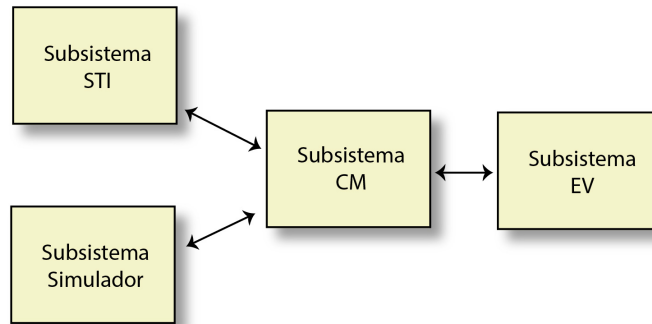 Subsistema
STI
Subsistema
CM
Subsistema
EV
Subsistema
Simulador